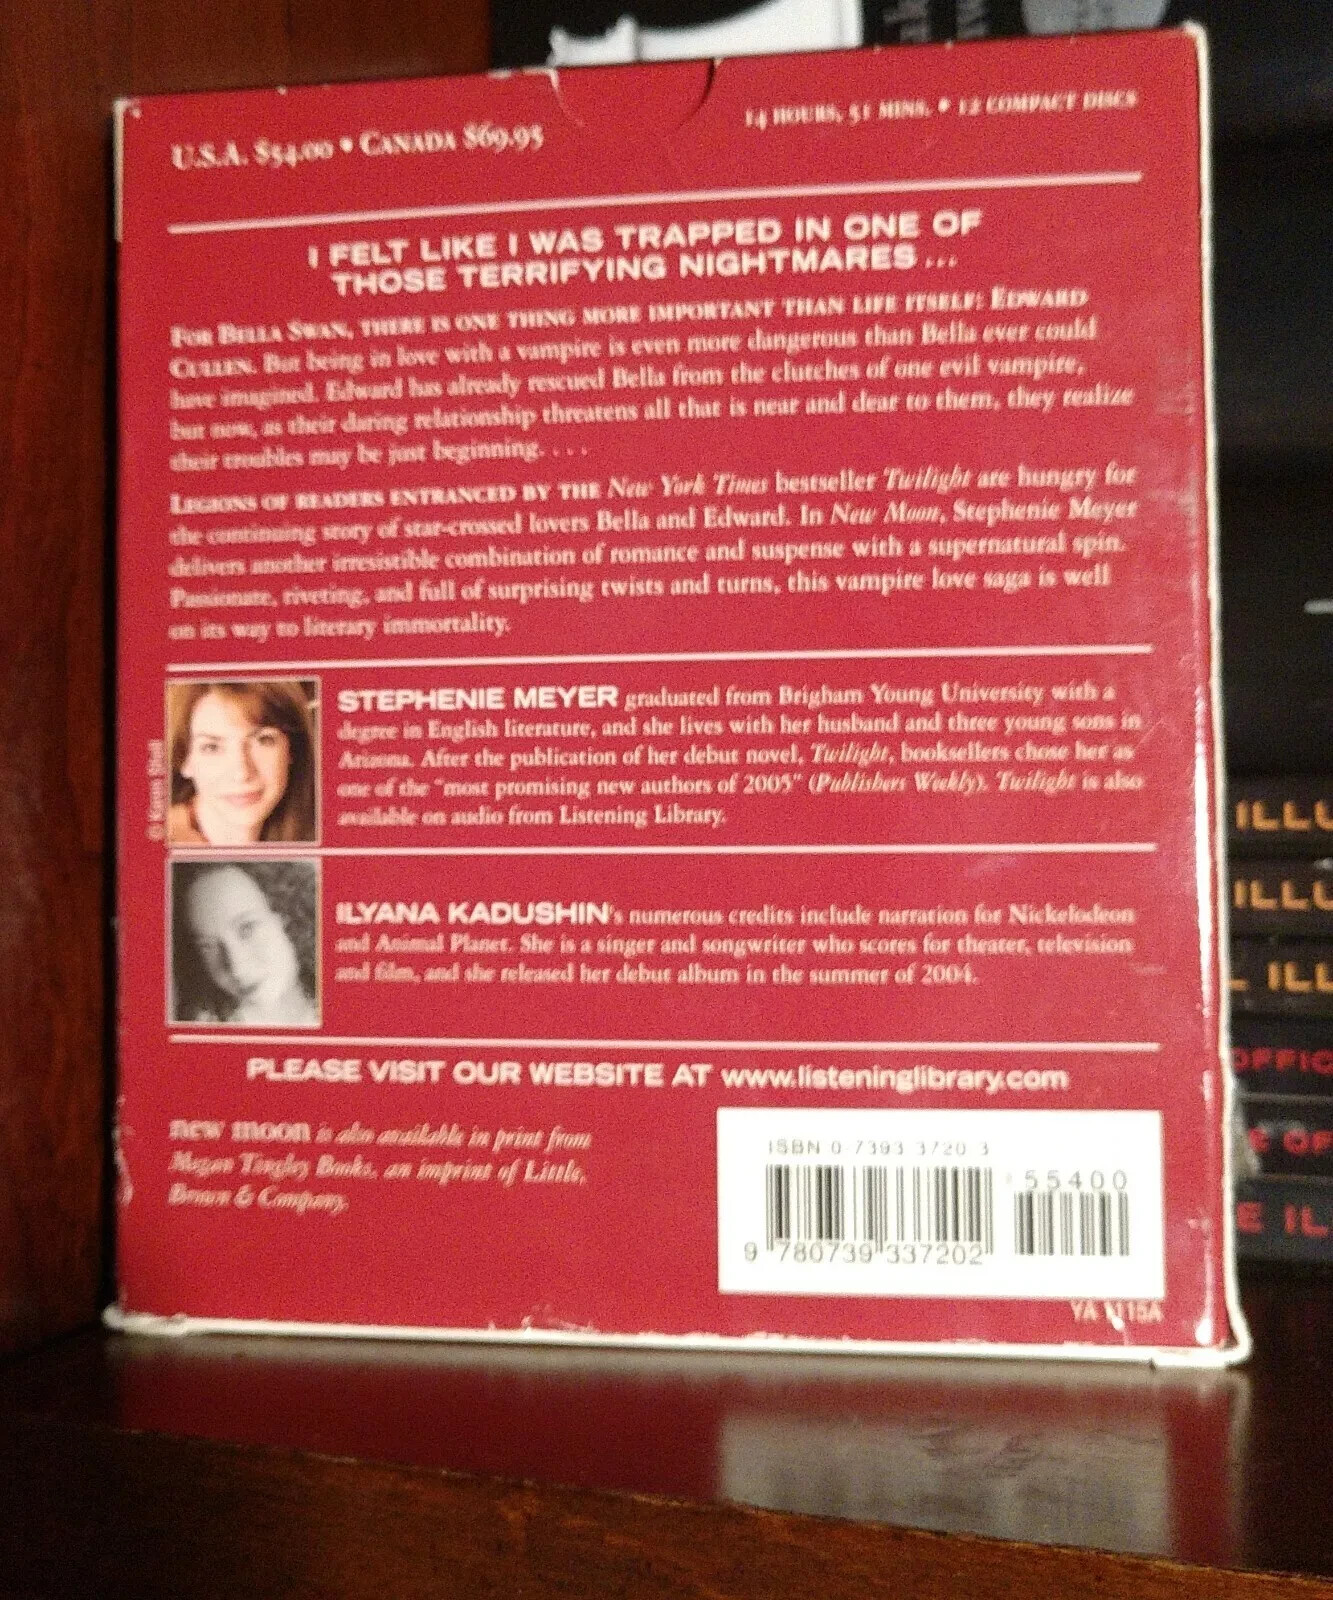 U.S.A. $54.00 • CANADA $69.95
14 HOURS, 51 MINS. • 12 COMPACT DISCS
I FELT LIKE I WAS TRAPPED IN ONE OF
THOSE TERRIFYING NIGHTMARES...
FOR BELLA SWAN, THERE IS ONE THING MORE IMPORTANT THAN LIFE ITSELF: EDWARD
CULLEN. But being in love with a vampire is even more dangerous than Bella ever could
have imagined. Edward has already rescued Bella from the clutches of one evil vampire,
but now, as their daring relationship threatens all that is near and dear to them, they realize
their troubles may be just beginning. . . .
LEGIONS OF READERS ENTRANCED BY THE New York Times bestseller Twilight are hungry for
the continuing story of star-crossed lovers Bella and Edward. In New Moon, Stephenie Meyer
delivers another irresistible combination of romance and suspense with a supernatural spin.
Passionate, riveting, and full of surprising twists and turns, this vampire love saga is well
on its way to literary immortality.
STEPHENIE MEYER graduated from Brigham Young University with a
degree in English literature, and she lives with her husband and three young sons in
Arizona. After the publication of her debut novel, Twilight, booksellers chose her as
one of the "most promising new authors of 2005" (Publishers Weekly). Twilight is also
available on audio from Listening Library.
ILYANA KADUSHIN's numerous credits include narration for Nickelodeon
and Animal Planet. She is a singer and songwriter who scores for theater, television
and film, and she released her debut album in the summer of 2004.
PLEASE VISIT OUR WEBSITE AT www.listeninglibrary.com
new moon is also available in print from
Megan Tingley Books, an imprint of Little,
Brown & Company.
ISBN 0 7393 3720 3
55400
9 780739 337202
YA 1115A
ILLU
ILLU
L ILL
OFFIC
E OF
E IL